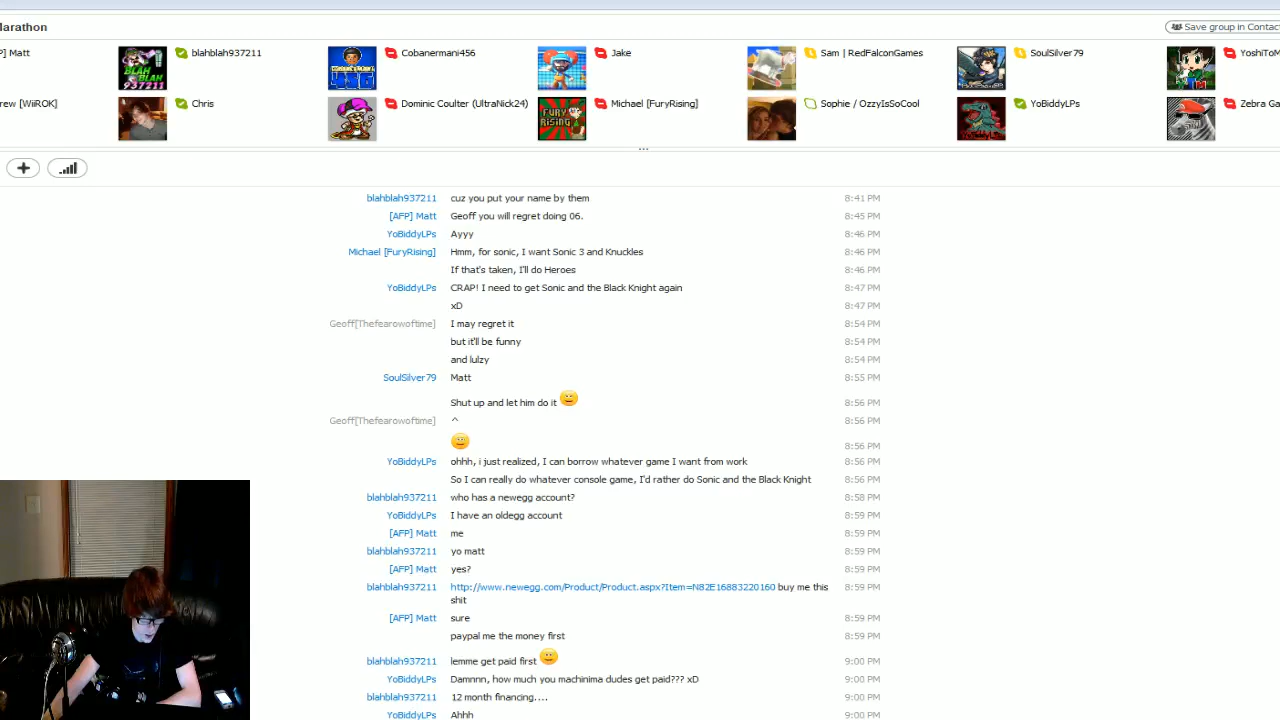 Marathon
Save group in Contact
P] Matt
blahblah937211
Cobanermani456
Jake
Sam | RedFalconGames
SoulSilver79
YoshiToM
rew [WiiROK]
Chris
Dominic Coulter (UltraNick24)
Michael [FuryRising]
Sophie / OzzyIsSoCool
YoBiddyLPs
Zebra Ga
blahblah937211 cuz you put your name by them 8:41 PM
[AFP] Matt Geoff you will regret doing 06. 8:45 PM
YoBiddyLPs Ayyy 8:46 PM
Michael [FuryRising] Hmm, for sonic, I want Sonic 3 and Knuckles 8:46 PM
If that's taken, I'll do Heroes 8:46 PM
YoBiddyLPs CRAP! I need to get Sonic and the Black Knight again 8:47 PM
xD 8:47 PM
Geoff[Thefearowoftime] I may regret it 8:54 PM
but it'll be funny 8:54 PM
and lulzy 8:54 PM
SoulSilver79 Matt 8:55 PM
Shut up and let him do it 8:56 PM
Geoff[Thefearowoftime] ^ 8:56 PM
8:56 PM
YoBiddyLPs ohhh, i just realized, I can borrow whatever game I want from work 8:56 PM
So I can really do whatever console game, I'd rather do Sonic and the Black Knight 8:56 PM
blahblah937211 who has a newegg account? 8:58 PM
YoBiddyLPs I have an oldegg account 8:59 PM
[AFP] Matt me 8:59 PM
blahblah937211 yo matt 8:59 PM
[AFP] Matt yes? 8:59 PM
blahblah937211 http://www.newegg.com/Product/Product.aspx?Item=N82E16883220160 buy me this 8:59 PM
shit
[AFP] Matt sure 8:59 PM
paypal me the money first 8:59 PM
blahblah937211 lemme get paid first 9:00 PM
YoBiddyLPs Damnnn, how much you machinima dudes get paid??? xD 9:00 PM
blahblah937211 12 month financing.... 9:00 PM
YoBiddyLPs Ahhh 9:00 PM